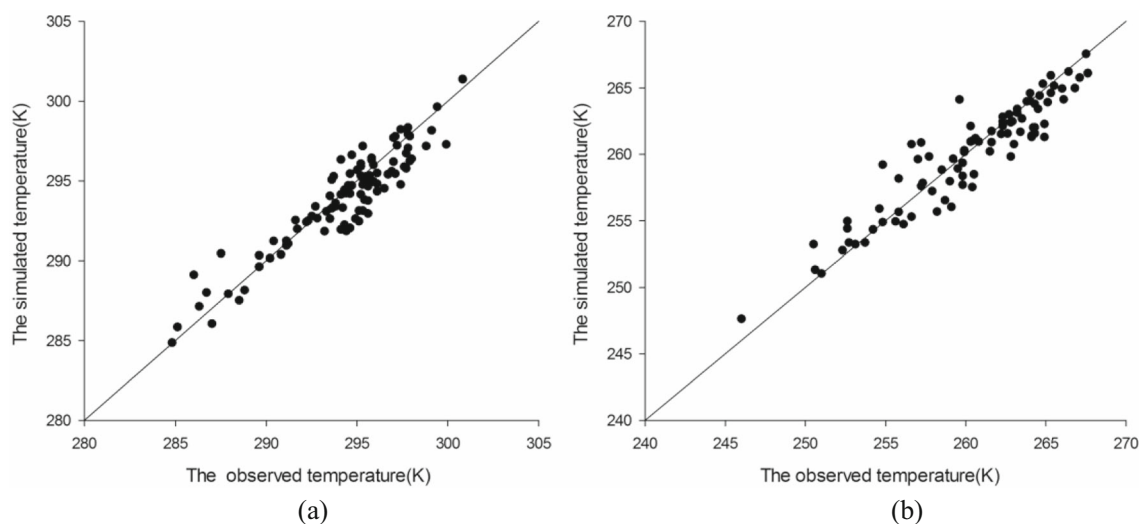 305
300
295
290
285
280
The simulated temperature(K)
280 285 290 295 300 305
The observed temperature(K)
(a)
270
265
260
255
250
245
240
The simulated temperature(K)
240 245 250 255 260 265 270
The observed temperature(K)
(b)